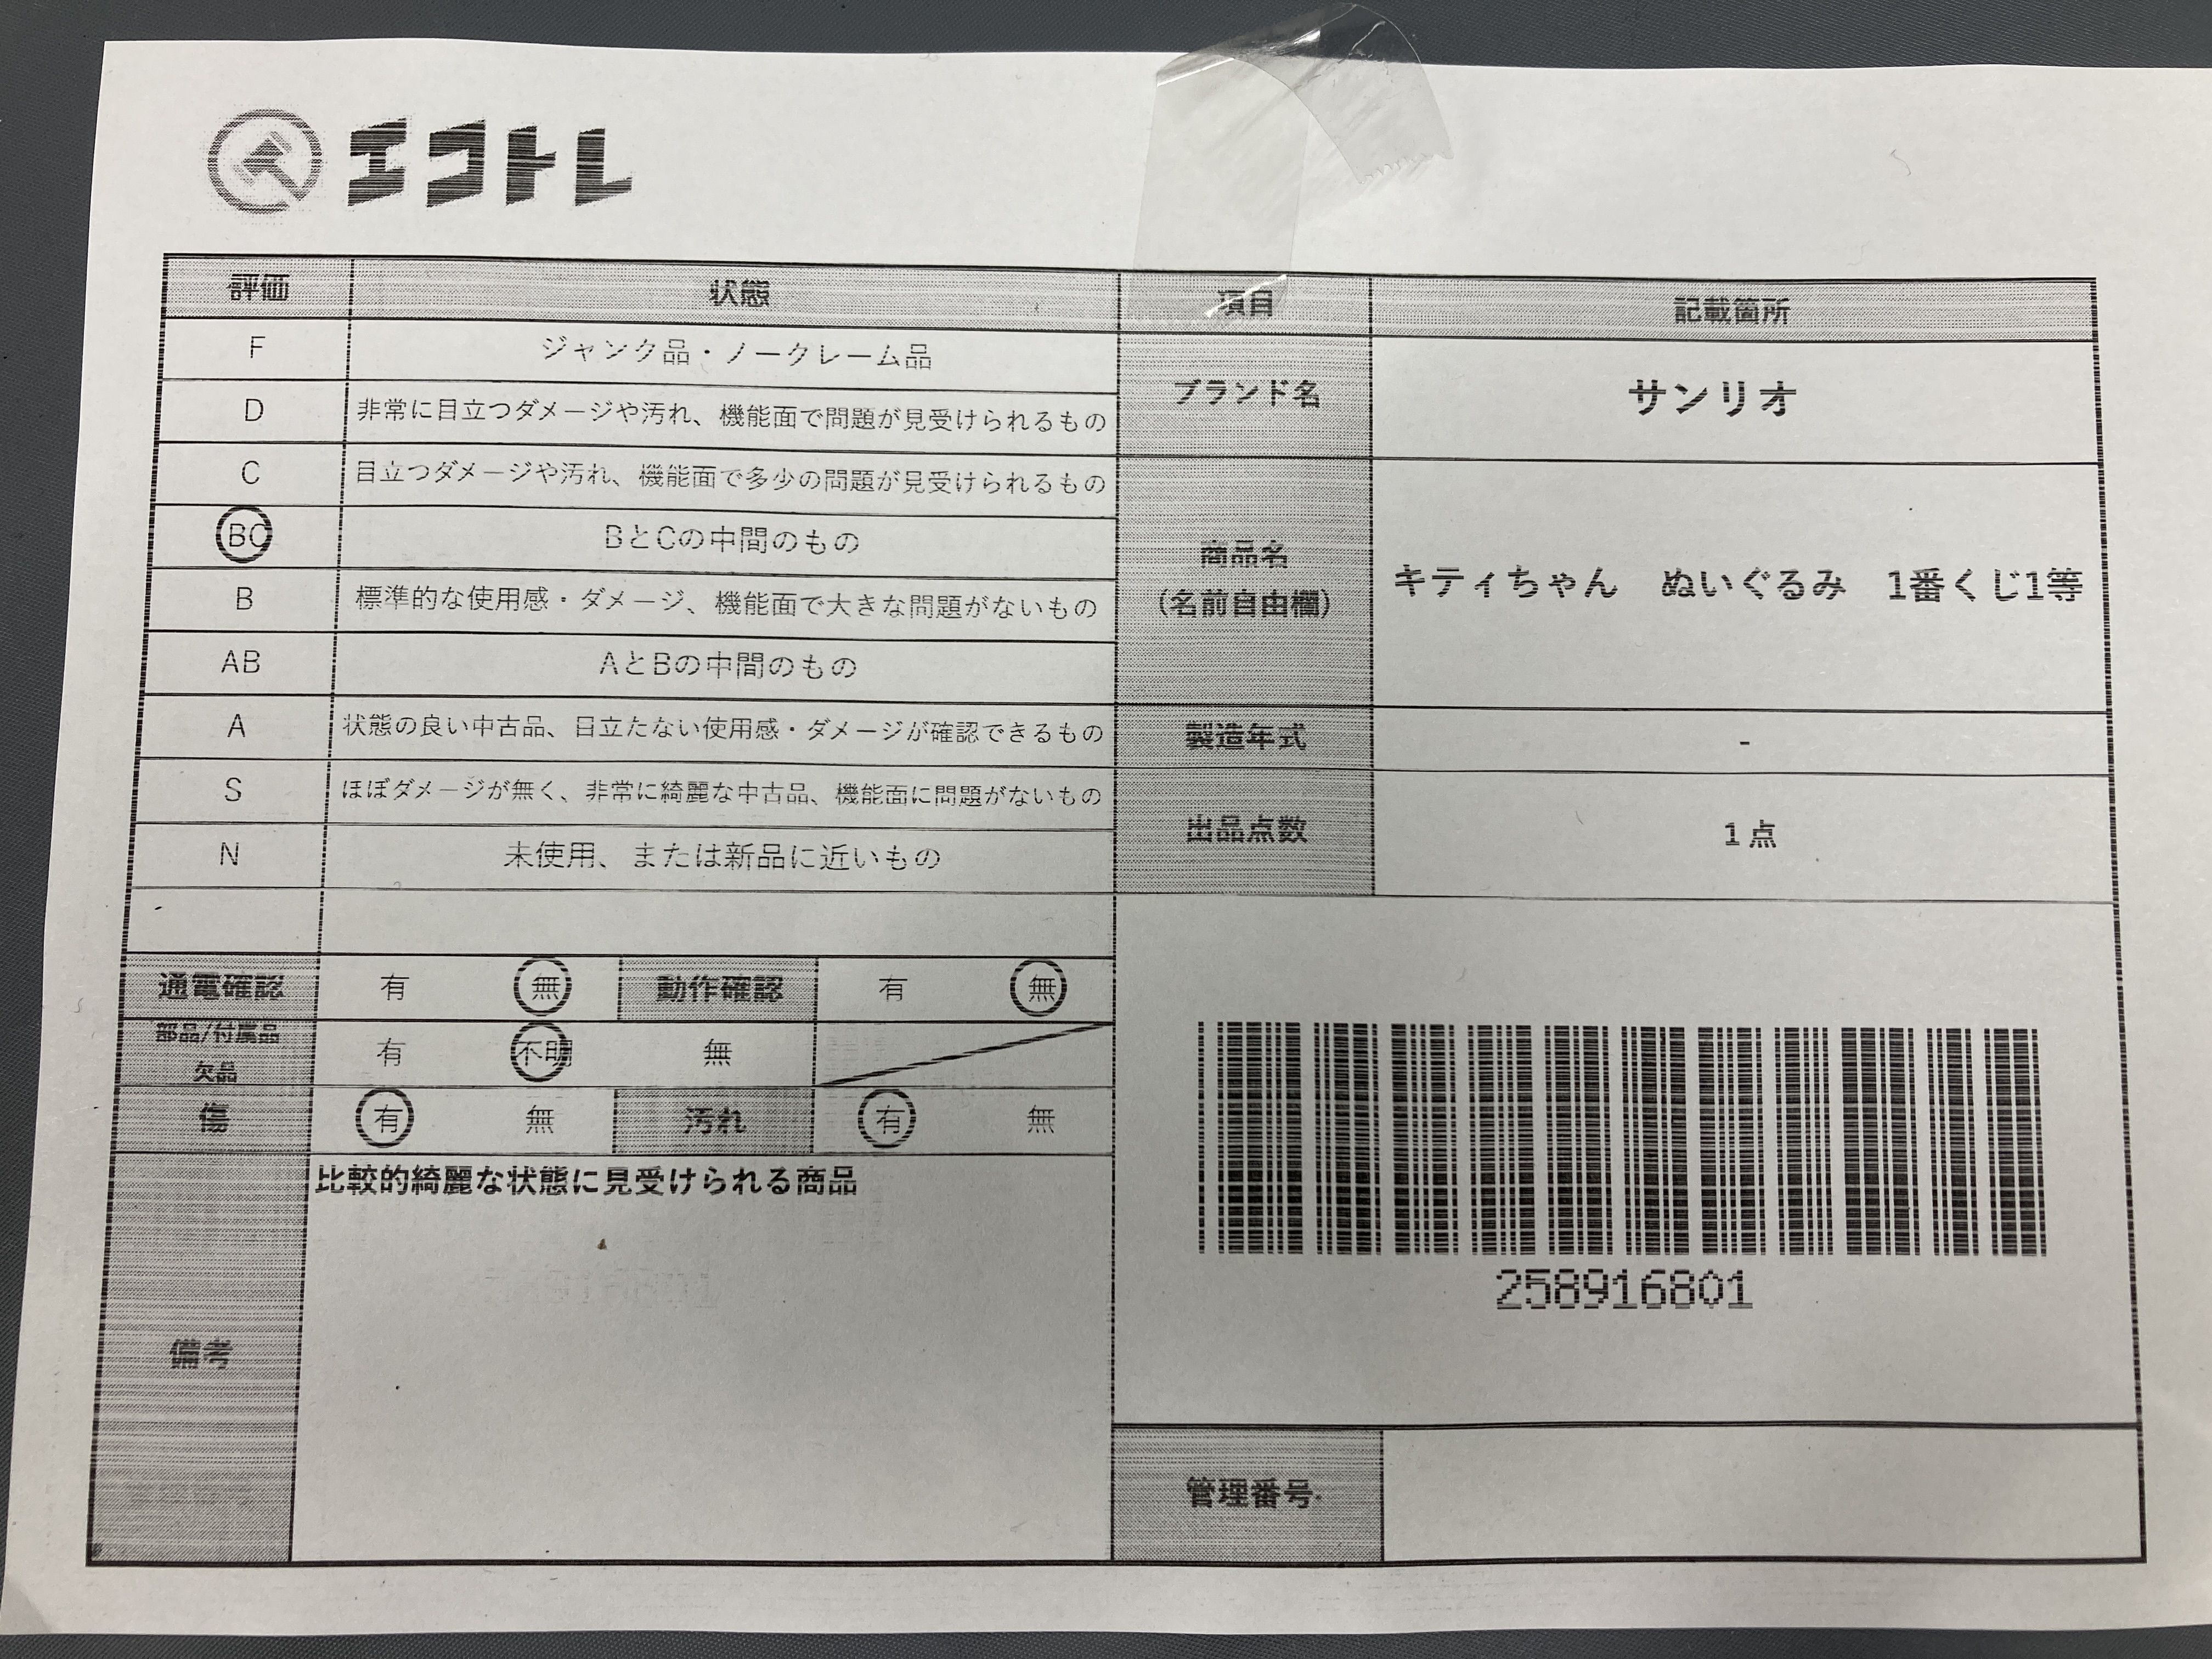 エコトレ
評価 状態 項目 記載箇所
F ジャンク品・ノークレーム品
D 非常に目立つダメージや汚れ、機能面で問題が見受けられるもの
ブランド名 サンリオ
C 目立つダメージや汚れ、機能面で多少の問題が見受けられるもの
BC BとCの中間のもの
B 標準的な使用感・ダメージ、機能面で大きな問題がないもの
商品名
(名前自由欄)
キティちゃん ぬいぐるみ 1番くじ1等
AB AとBの中間のもの
A 状態の良い中古品、目立たない使用感・ダメージが確認できるもの
製造年式 -
S ほぼダメージが無く、非常に綺麗な中古品、機能面に問題がないもの
出品点数 1点
N 未使用、または新品に近いもの
通電確認 有 無 動作確認 有 無
部品/付属品
欠品
有 不明 無
傷 有 無 汚れ 有 無
備考
比較的綺麗な状態に見受けられる商品
258916801
管理番号